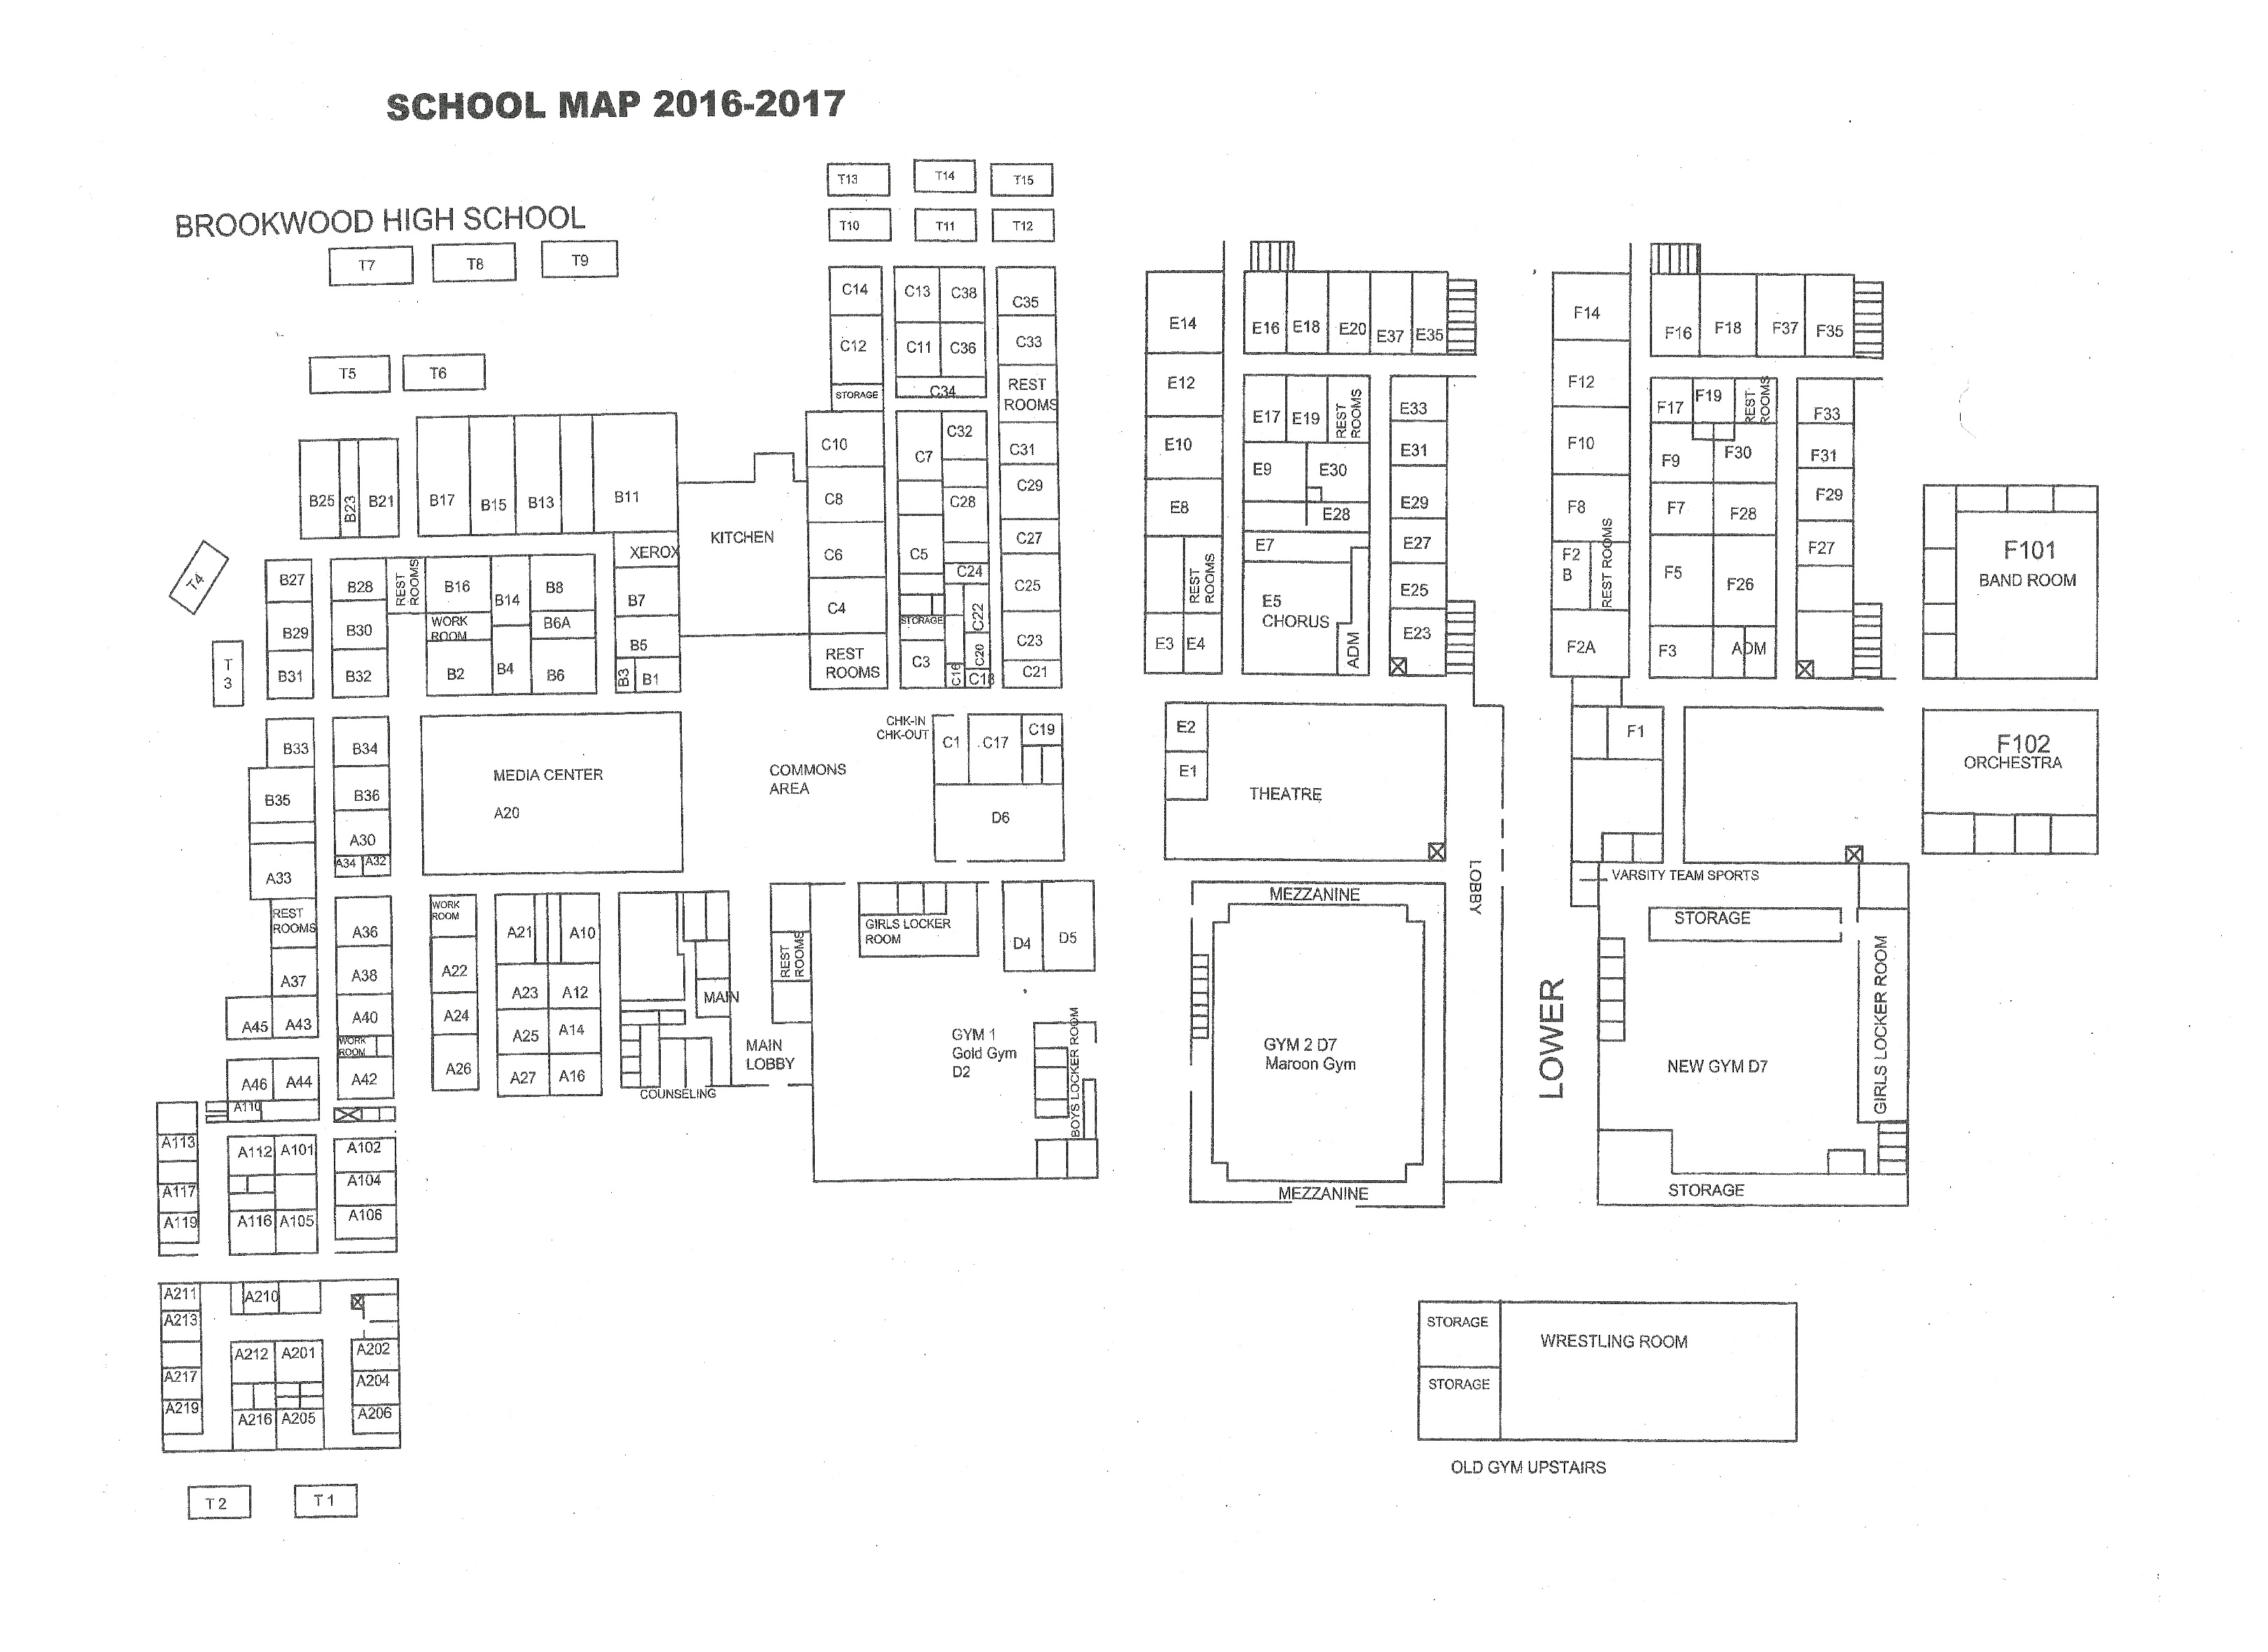 SCHOOL MAP 2016-2017
BROOKWOOD HIGH SCHOOL
T13
T14
T15
T10
T11
T12
T7
T8
T9
T5
T6
T4
T
3
B25
B23
B21
B17
B15
B13
B11
XEROX
KITCHEN
B27
B28
REST
ROOMS
B16
B14
B8
B7
B29
B30
WORK
ROOM
B6A
B5
B31
B32
B2
B4
B6
B3
B1
B33
B34
B35
B36
MEDIA CENTER
A20
COMMONS
AREA
A30
A34
A32
A33
REST
ROOMS
A36
A37
A38
A45
A43
A40
WORK
ROOM
A46
A44
A42
A110
WORK
ROOM
A22
A24
A26
A21
A10
A23
A12
A25
A14
A27
A16
MAIN
COUNSELING
MAIN
LOBBY
REST
ROOMS
A113
A117
A119
A112
A101
A116
A105
A102
A104
A106
A211
A213
A217
A219
A210
A212
A201
A216
A205
A202
A204
A206
T 2
T 1
C14
C13
C38
C35
C12
C11
C36
C33
STORAGE
C34
REST
ROOMS
C10
C7
C32
C31
C8
C28
C29
C6
C5
C27
C24
C25
C4
STORAGE
C22
C23
REST
ROOMS
C3
C16
C20
C18
C21
CHK-IN
CHK-OUT
C1
C17
C19
D6
GIRLS LOCKER
ROOM
D4
D5
GYM 1
Gold Gym
D2
BOYS LOCKER ROOM
E14
E16
E18
E20
E37
E35
E12
E17
E19
REST
ROOMS
E33
E10
E9
E30
E31
E8
E28
E29
E7
E27
REST
ROOMS
E5
CHORUS
E25
E3
E4
ADM
E23
E2
E1
THEATRE
LOBBY
MEZZANINE
GYM 2 D7
Maroon Gym
MEZZANINE
F14
F16
F18
F37
F35
F12
F17
F19
REST
ROOMS
F33
F10
F9
F30
F31
F8
F7
F28
F29
F2
B
REST ROOMS
F5
F26
F27
F2A
F3
ADM
F1
F101
BAND ROOM
F102
ORCHESTRA
VARSITY TEAM SPORTS
STORAGE
GIRLS LOCKER ROOM
LOWER
NEW GYM D7
STORAGE
STORAGE
WRESTLING ROOM
STORAGE
OLD GYM UPSTAIRS